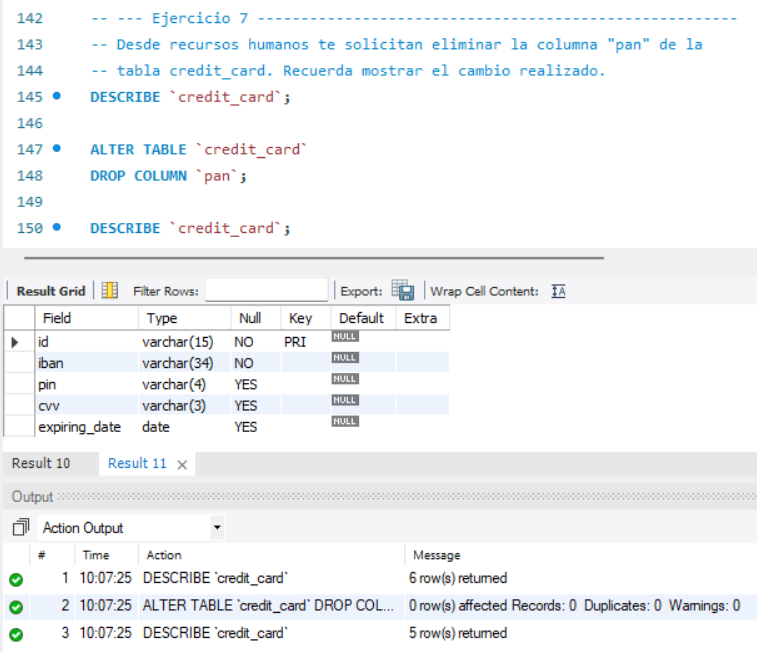 142 -- --- Ejercicio 7 --------------------------------------------------------
143 -- Desde recursos humanos te solicitan eliminar la columna "pan" de la
144 -- tabla credit_card. Recuerda mostrar el cambio realizado.
145 DESCRIBE `credit_card`;
146
147 ALTER TABLE `credit_card`
148 DROP COLUMN `pan`;
149
150 DESCRIBE `credit_card`;
Result Grid Filter Rows: Export: Wrap Cell Content: IA
Field Type Null Key Default Extra
id varchar(15) NO PRI NULL
iban varchar(34) NO NULL
pin varchar(4) YES NULL
cvv varchar(3) YES NULL
expiring_date date YES NULL
Result 10 Result 11
Output
Action Output
# Time Action Message
1 10:07:25 DESCRIBE `credit_card` 6 row(s) returned
2 10:07:25 ALTER TABLE `credit_card` DROP COL... 0 row(s) affected Records: 0 Duplicates: 0 Warnings: 0
3 10:07:25 DESCRIBE `credit_card` 5 row(s) returned